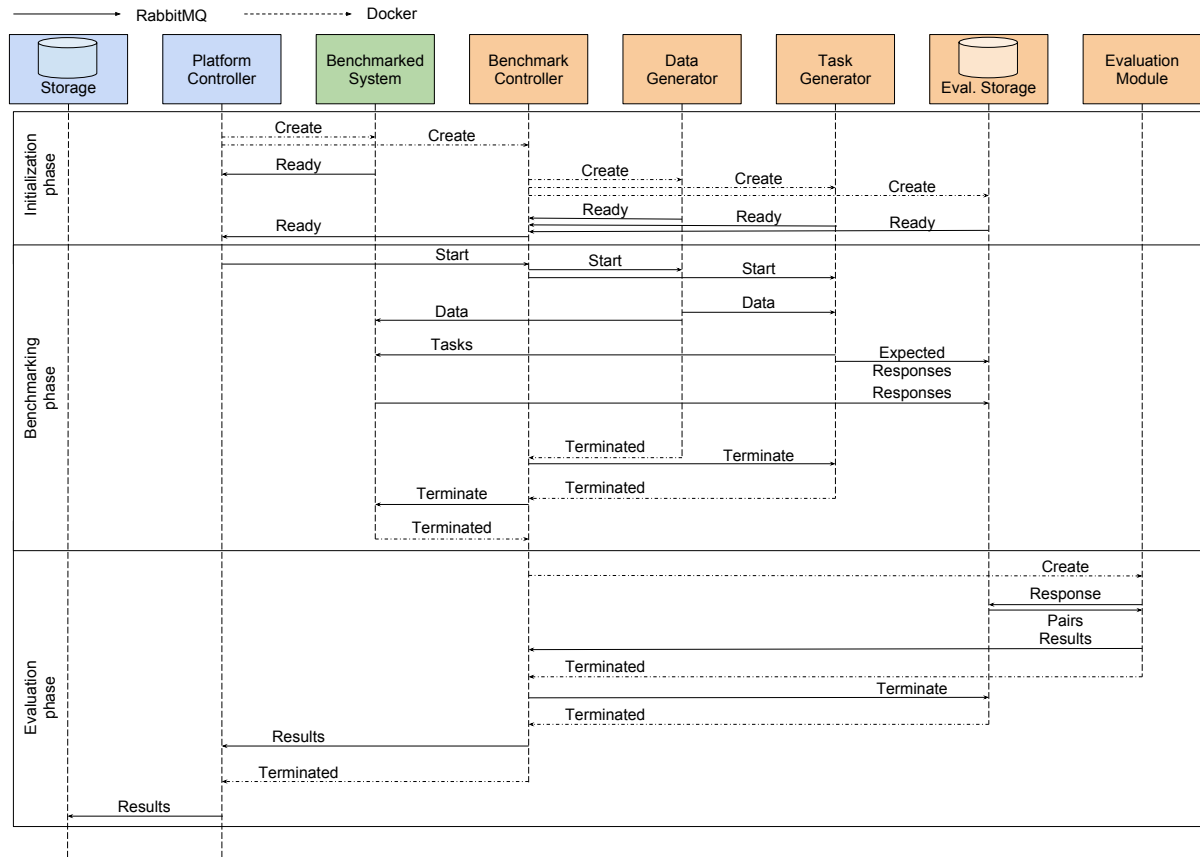 RabbitMQ
Docker
Storage
Platform
Controller
Benchmarked
System
Benchmark
Controller
Data
Generator
Task
Generator
Eval. Storage
Evaluation
Module
Initialization
phase
Create
Create
Ready
Create
Create
Create
Ready
Ready
Ready
Ready
Benchmarking
phase
Start
Start
Start
Data
Data
Tasks
Expected
Responses
Responses
Terminated
Terminate
Terminated
Terminate
Terminated
Evaluation
phase
Create
Response
Pairs
Results
Terminated
Terminate
Terminated
Results
Terminated
Results